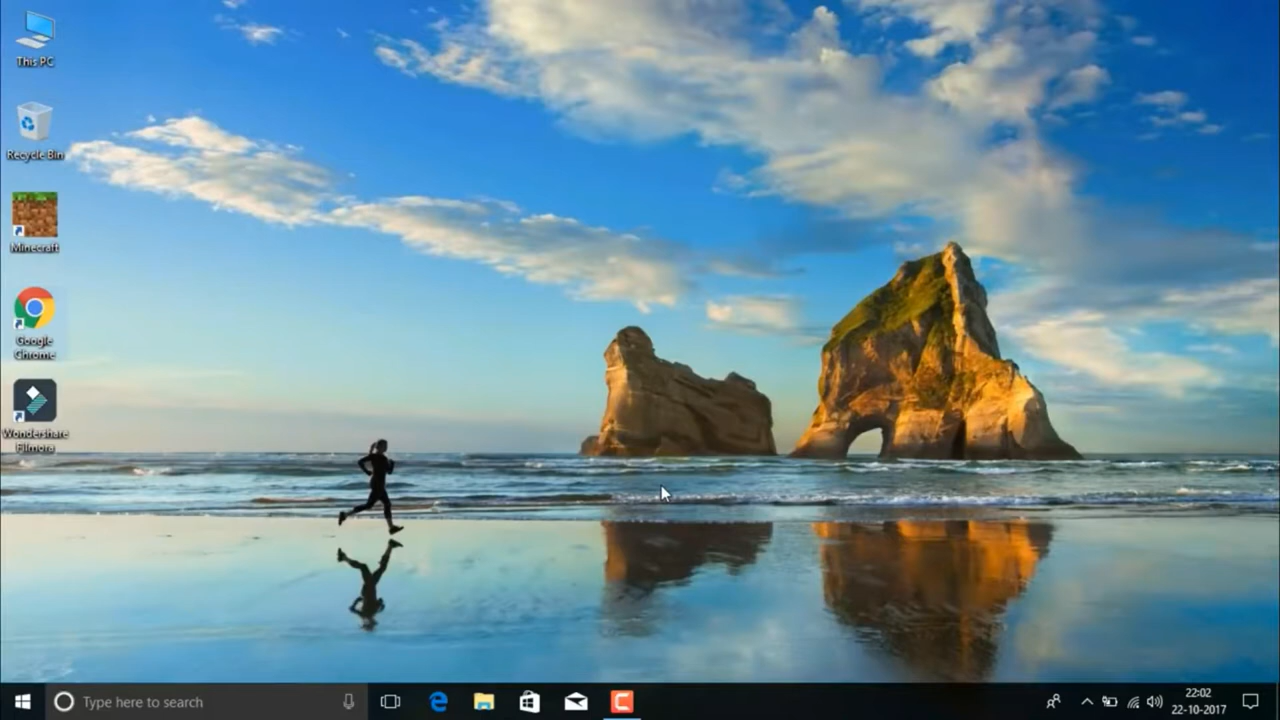 This PC
Recycle Bin
Minecraft
Google
Chrome
Wondershare
Filmora
Type here to search
22:02
22-10-2017